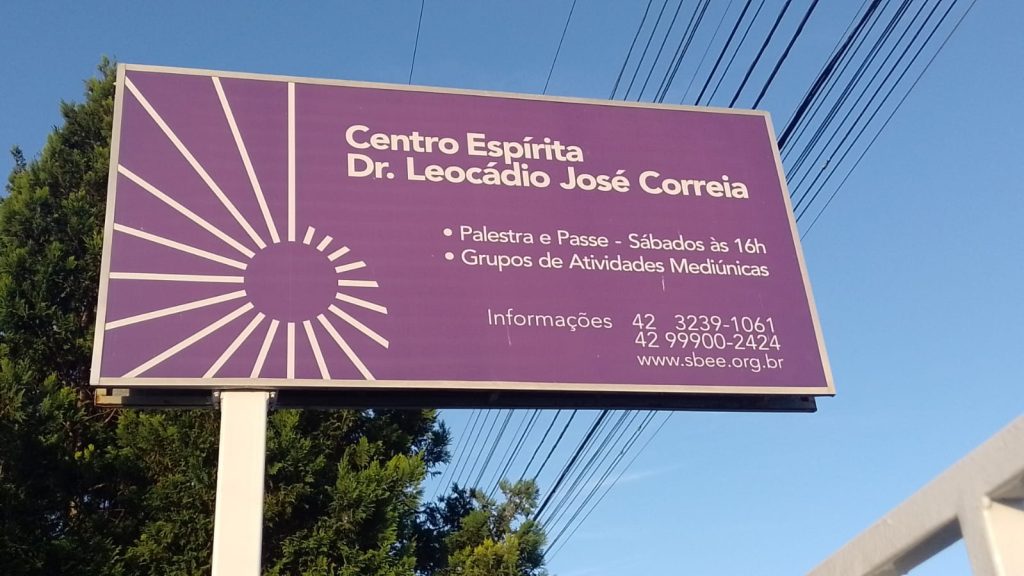 Centro Espírita
Dr. Leocádio José Correia
• Palestra e Passe - Sábados às 16h
• Grupos de Atividades Mediúnicas
Informações 42 3239-1061
42 99900-2424
www.sbee.org.br